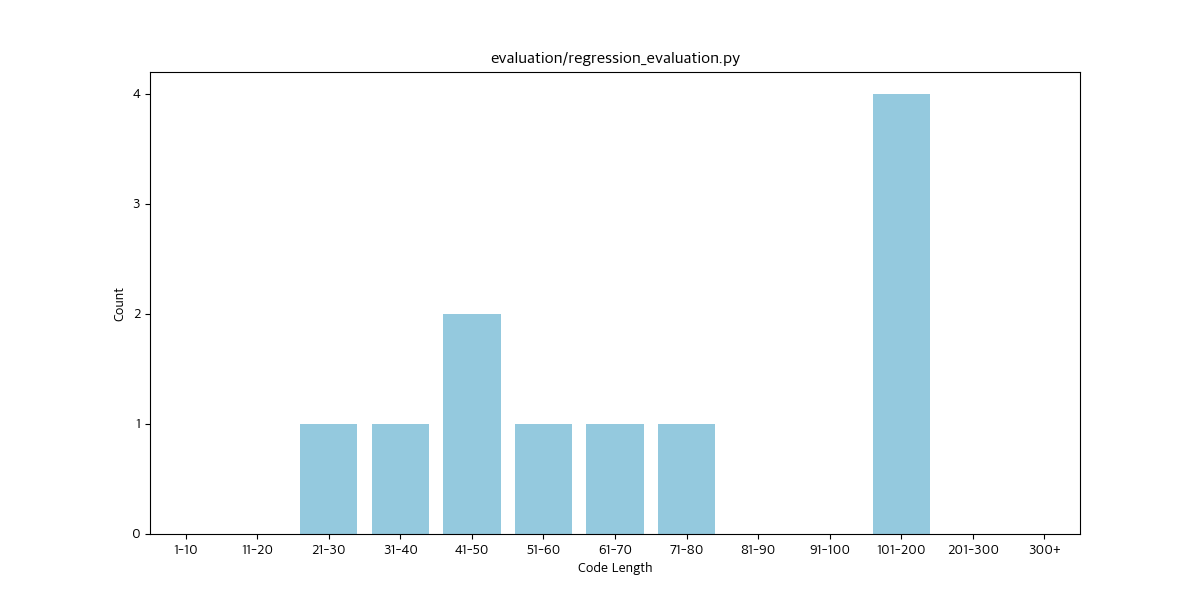 evaluation/regression_evaluation.py
4
3
2
1
0
Count
1-10 11-20 21-30 31-40 41-50 51-60 61-70 71-80 81-90 91-100 101-200 201-300 300+
Code Length